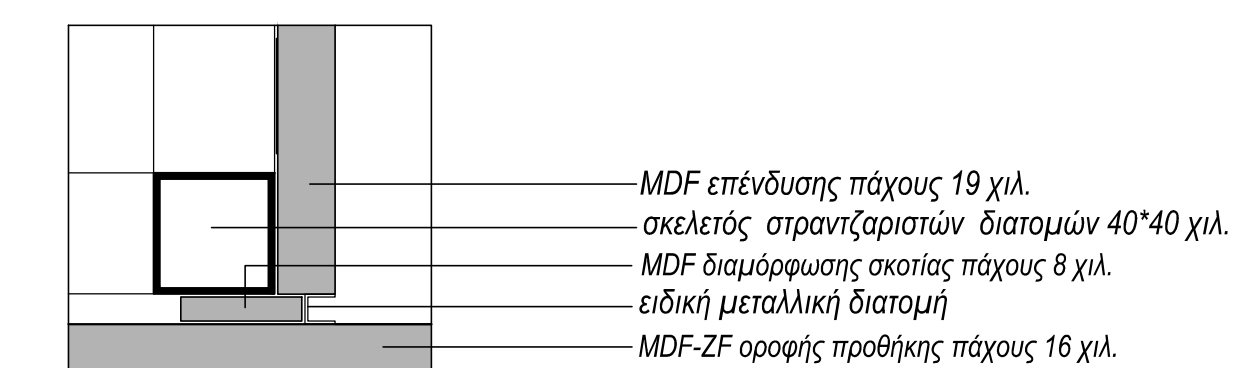 MDF επένδυσης πάχους 19 χιλ.
σκελετός στραντζαριστών διατομών 40*40 χιλ.
MDF διαμόρφωσης σκοτίας πάχους 8 χιλ.
ειδική μεταλλική διατομή
MDF-ZF οροφής προθήκης πάχους 16 χιλ.